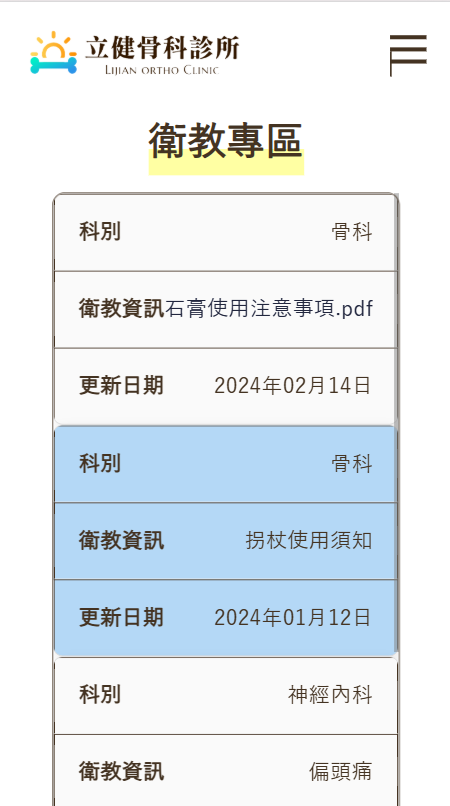 立健骨科診所
LIJIAN ORTHO CLINIC
衛教專區
科別 骨科
衛教資訊 石膏使用注意事項.pdf
更新日期 2024年02月14日
科別 骨科
衛教資訊 拐杖使用須知
更新日期 2024年01月12日
科別 神經內科
衛教資訊 偏頭痛